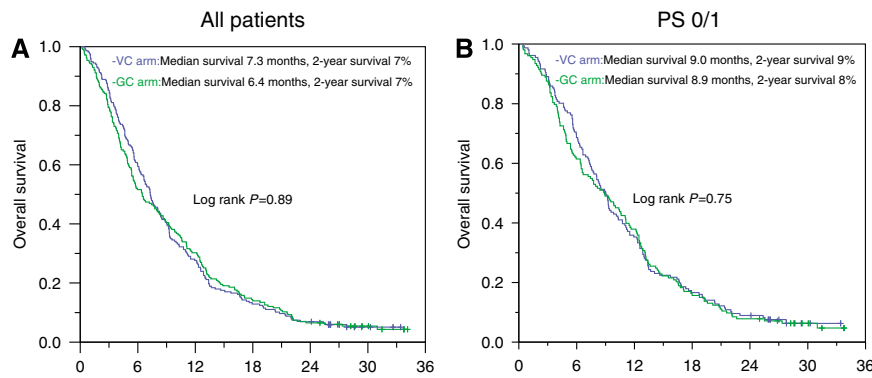 All patients
A
Overall survival
1.0
0.8
0.6
0.4
0.2
0.0
-VC arm:Median survival 7.3 months, 2-year survival 7%
-GC arm:Median survival 6.4 months, 2-year survival 7%
Log rank P=0.89
0 6 12 18 24 30 36
PS 0/1
B
Overall survival
1.0
0.8
0.6
0.4
0.2
0.0
-VC arm:Median survival 9.0 months, 2-year survival 9%
-GC arm:Median survival 8.9 months, 2-year survival 8%
Log rank P=0.75
0 6 12 18 24 30 36